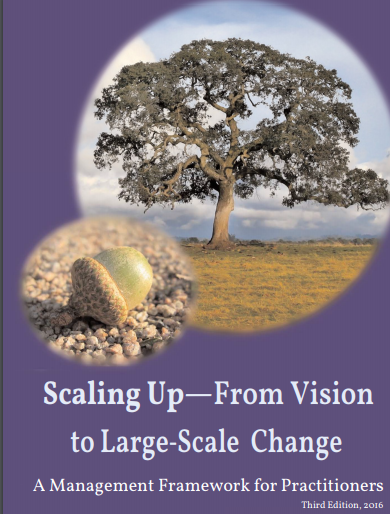 Scaling Up—From Vision
to Large-Scale Change
A Management Framework for Practitioners
Third Edition, 2016